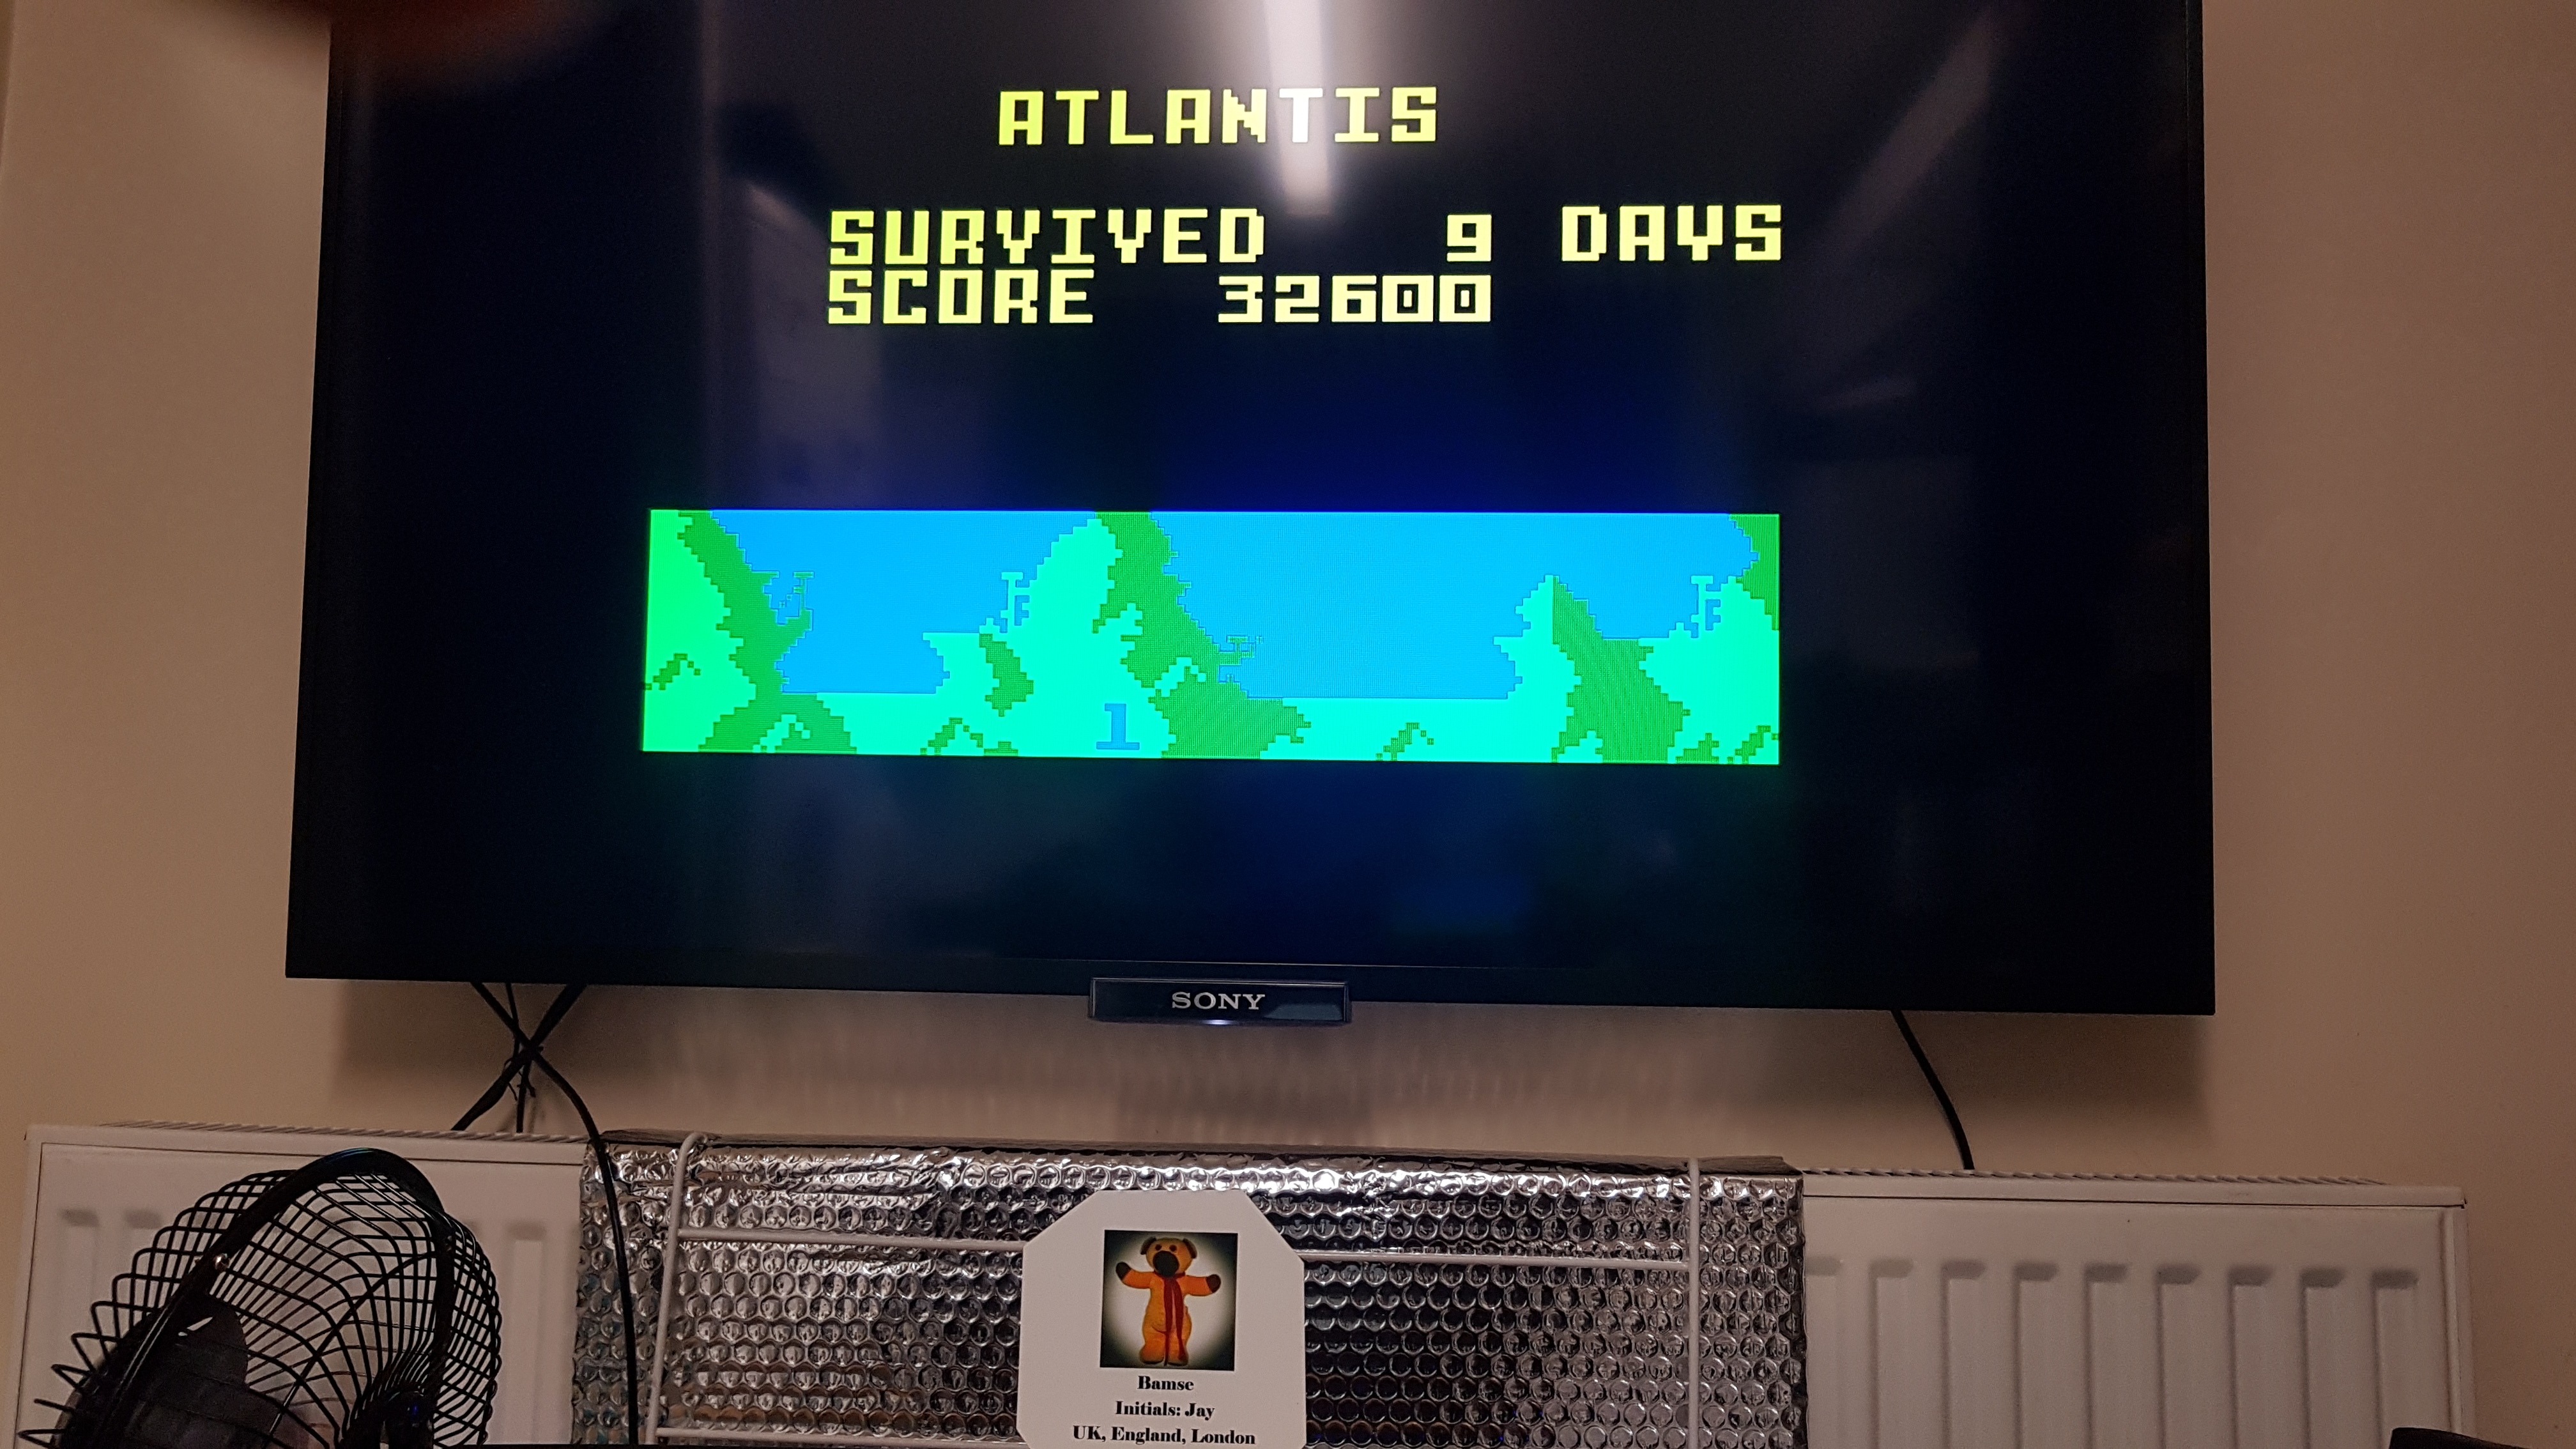 ATLANTIS
SURVIVED 9 DAYS
SCORE 32600
1
SONY
Bamse
Initials: Jay
UK, England, London